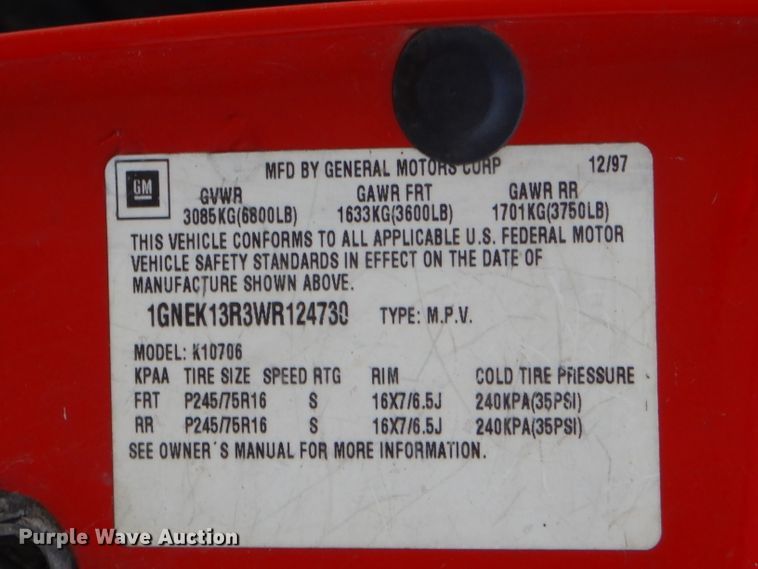 MFD BY GENERAL MOTORS CORP 12/97
GM
GVWR GAWR FRT GAWR RR
3085KG(6800LB) 1633KG(3600LB) 1701KG(3750LB)
THIS VEHICLE CONFORMS TO ALL APPLICABLE U.S. FEDERAL MOTOR
VEHICLE SAFETY STANDARDS IN EFFECT ON THE DATE OF
MANUFACTURE SHOWN ABOVE.
1GNEK13R3WR124730 TYPE: M.P.V.
MODEL: K10706
KPAA TIRE SIZE SPEED RTG RIM COLD TIRE PRESSURE
FRT P245/75R16 S 16X7/6.5J 240KPA(35PSI)
RR P245/75R16 S 16X7/6.5J 240KPA(35PSI)
SEE OWNER'S MANUAL FOR MORE INFORMATION.
Purple Wave Auction